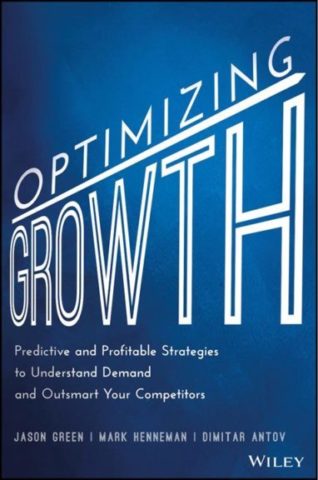 OPTIMIZING
GROWTH
Predictive and Profitable Strategies
to Understand Demand
and Outsmart Your Competitors
JASON GREEN | MARK HENNEMAN | DIMITAR ANTOV
WILEY